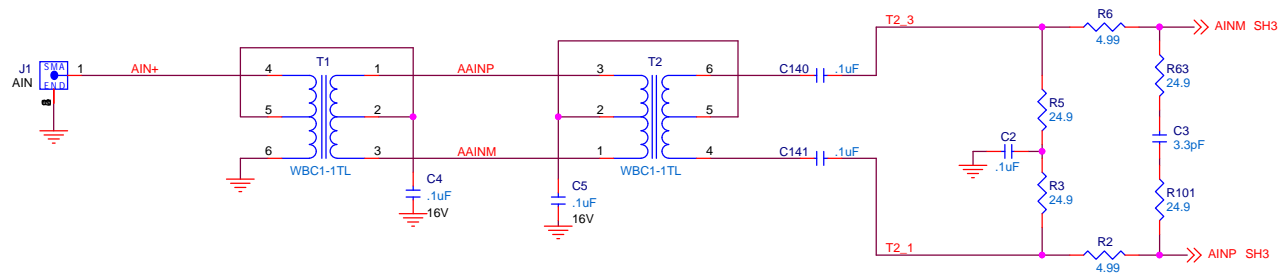 T2_3
R6
4.99
AINM SH3
J1
AIN
SMA
END
1
AIN+
4
T1
1
AAINP
3
T2
6
C140
.1uF
5
2
2
5
R63
24.9
R5
24.9
C2
.1uF
C3
3.3pF
6
3
AAINM
1
4
C141
.1uF
WBC1-1TL
WBC1-1TL
C4
.1uF
16V
C5
.1uF
16V
R3
24.9
R101
24.9
T2_1
R2
4.99
AINP SH3